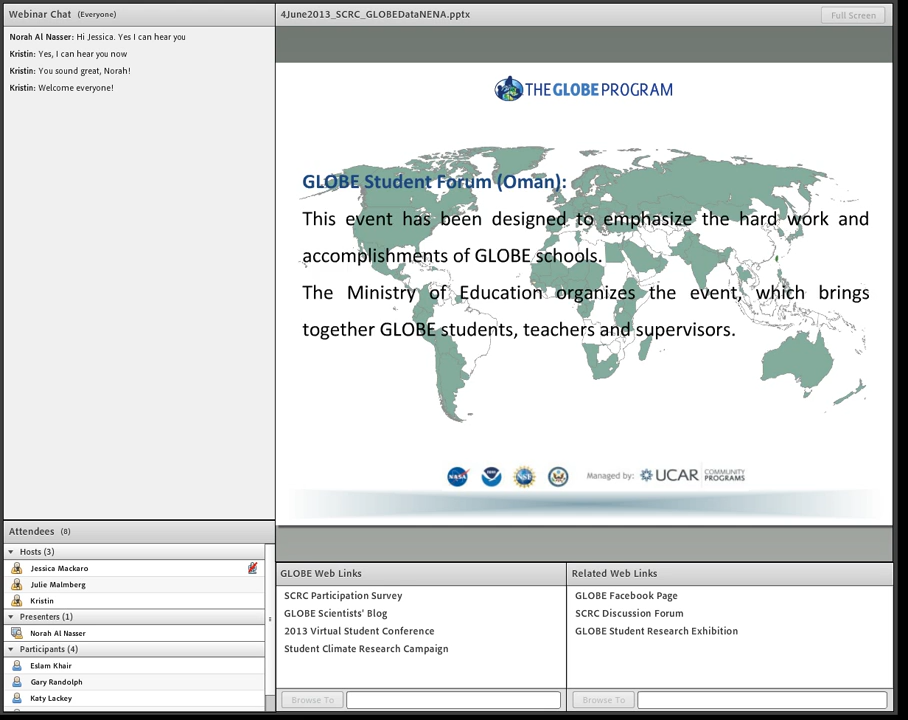 Webinar Chat (Everyone)
Norah Al Nasser: Hi Jessica. Yes I can hear you
Kristin: Yes, I can hear you now
Kristin: You sound great, Norah!
Kristin: Welcome everyone!
Attendees (8)
Hosts (3)
Jessica Mackaro
Julie Malmberg
Kristin
Presenters (1)
Norah Al Nasser
Participants (4)
Eslam Khair
Gary Randolph
Katy Lackey
4June2013_SCRC_GLOBEDataNENA.pptx
Full Screen
THE GLOBE PROGRAM
GLOBE Student Forum (Oman):
This event has been designed to emphasize the hard work and
accomplishments of GLOBE schools.
The Ministry of Education organizes the event, which brings
together GLOBE students, teachers and supervisors.
NASA
NSF
Managed by: UCAR COMMUNITY
PROGRAMS
GLOBE Web Links
SCRC Participation Survey
GLOBE Scientists' Blog
2013 Virtual Student Conference
Student Climate Research Campaign
Browse To
Related Web Links
GLOBE Facebook Page
SCRC Discussion Forum
GLOBE Student Research Exhibition
Browse To